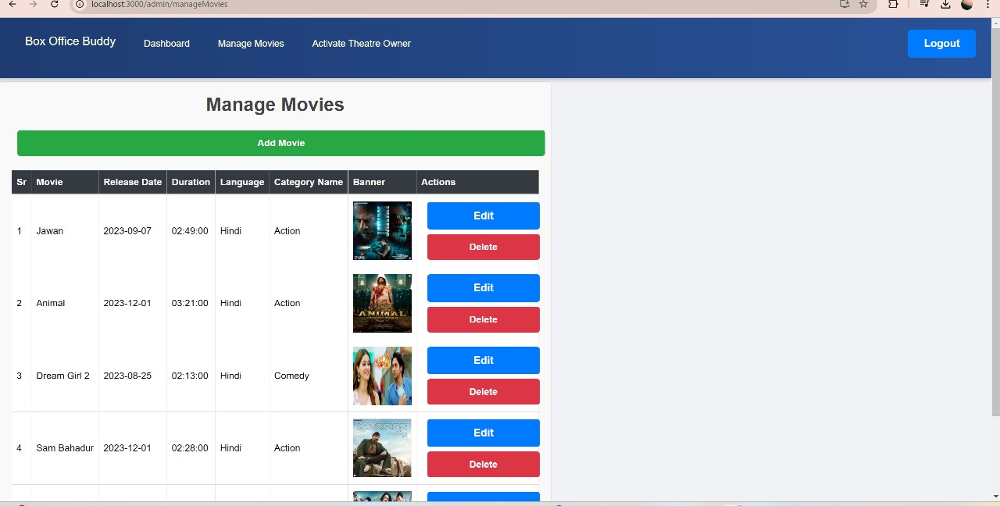 localhost:3000/admin/manageMovies
Box Office Buddy Dashboard Manage Movies Activate Theatre Owner Logout
Manage Movies
Add Movie
Sr Movie Release Date Duration Language Category Name Banner Actions
1 Jawan 2023-09-07 02:49:00 Hindi Action Edit
Delete
2 Animal 2023-12-01 03:21:00 Hindi Action ANIMAL Edit
Delete
3 Dream Girl 2 2023-08-25 02:13:00 Hindi Comedy Edit
Delete
4 Sam Bahadur 2023-12-01 02:28:00 Hindi Action Edit
Delete